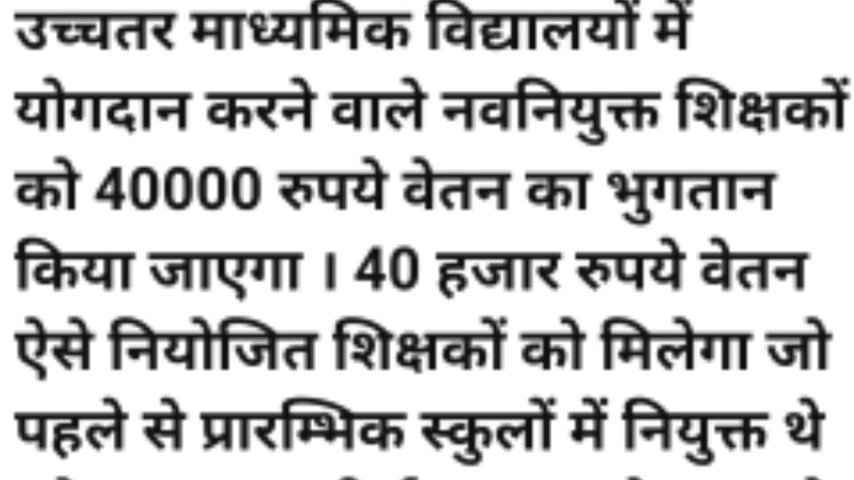 उच्चतर माध्यमिक विद्यालयों में
योगदान करने वाले नवनियुक्त शिक्षकों
को 40000 रुपये वेतन का भुगतान
किया जाएगा । 40 हजार रुपये वेतन
ऐसे नियोजित शिक्षकों को मिलेगा जो
पहले से प्रारम्भिक स्कुलों में नियुक्त थे